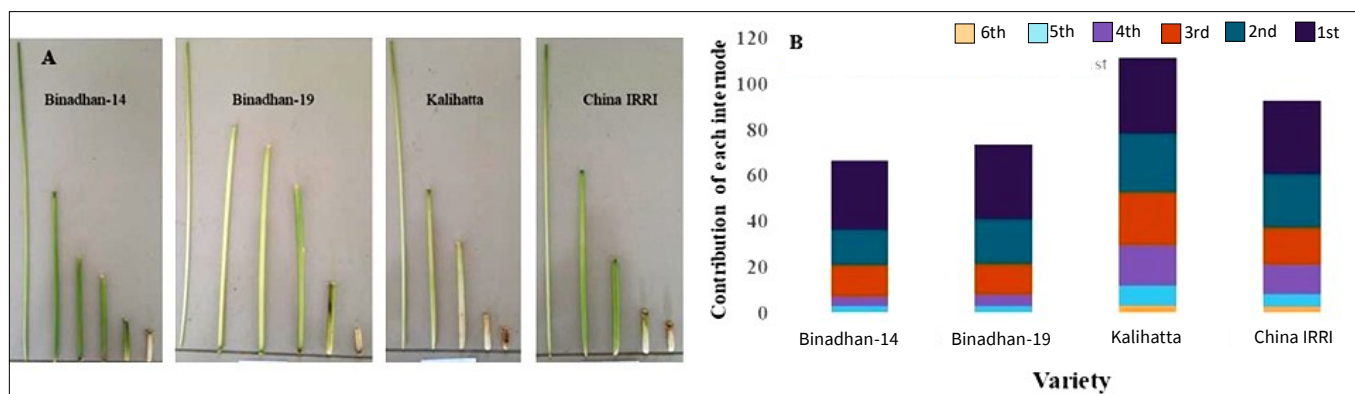 A
Binadhan-14
Binadhan-19
Kalihatta
China IRRI
B
6th 5th 4th 3rd 2nd 1st
st
Contribution of each internode
120
100
80
60
40
20
0
Binadhan-14 Binadhan-19 Kalihatta China IRRI
Variety